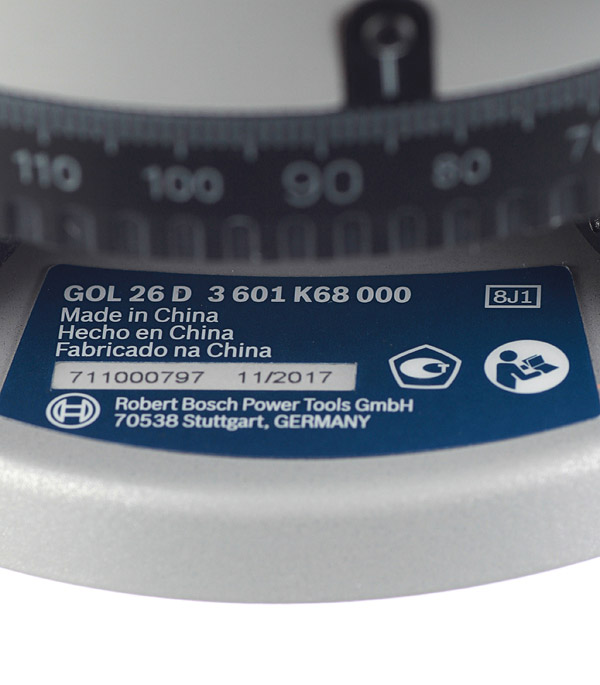 110 100 90 80 70
GOL 26 D 3 601 K68 000 8J1
Made in China
Hecho en China
Fabricado na China
711000797 11/2017
Robert Bosch Power Tools GmbH
70538 Stuttgart, GERMANY